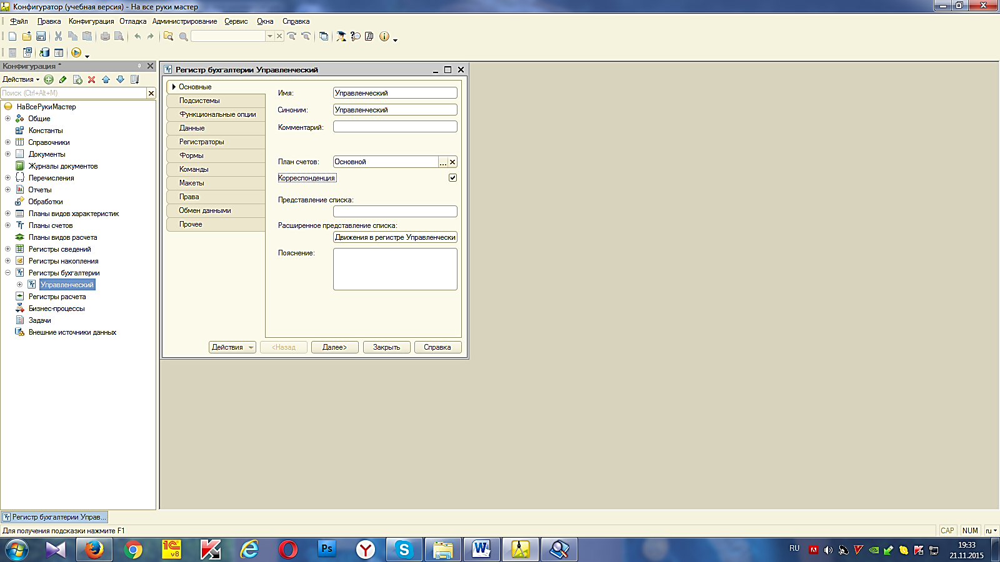 Конфигуратор (учебная версия) - На все руки мастер
Файл Правка Конфигурация Отладка Администрирование Сервис Окна Справка
Конфигурация *
Действия
Поиск (Ctrl+Alt+M)
НаВсеРукиМастер
Общие
Константы
Справочники
Документы
Журналы документов
Перечисления
Отчеты
Обработки
Планы видов характеристик
Планы счетов
Планы видов расчета
Регистры сведений
Регистры накопления
Регистры бухгалтерии
Управленческий
Регистры расчета
Бизнес-процессы
Задачи
Внешние источники данных
Регистр бухгалтерии Управленческий
Основные
Подсистемы
Функциональные опции
Данные
Регистраторы
Формы
Команды
Макеты
Права
Обмен данными
Прочее
Имя: Управленческий
Синоним: Управленческий
Комментарий:
План счетов: Основной ...
Корреспонденция
Представление списка:
Расширенное представление списка:
Движения в регистре Управленчески
Пояснение:
Действия <Назад Далее> Закрыть Справка
Регистр бухгалтерии Управ...
Для получения подсказки нажмите F1
CAP NUM ru
1С v8 Ps
RU
19:33
21.11.2015